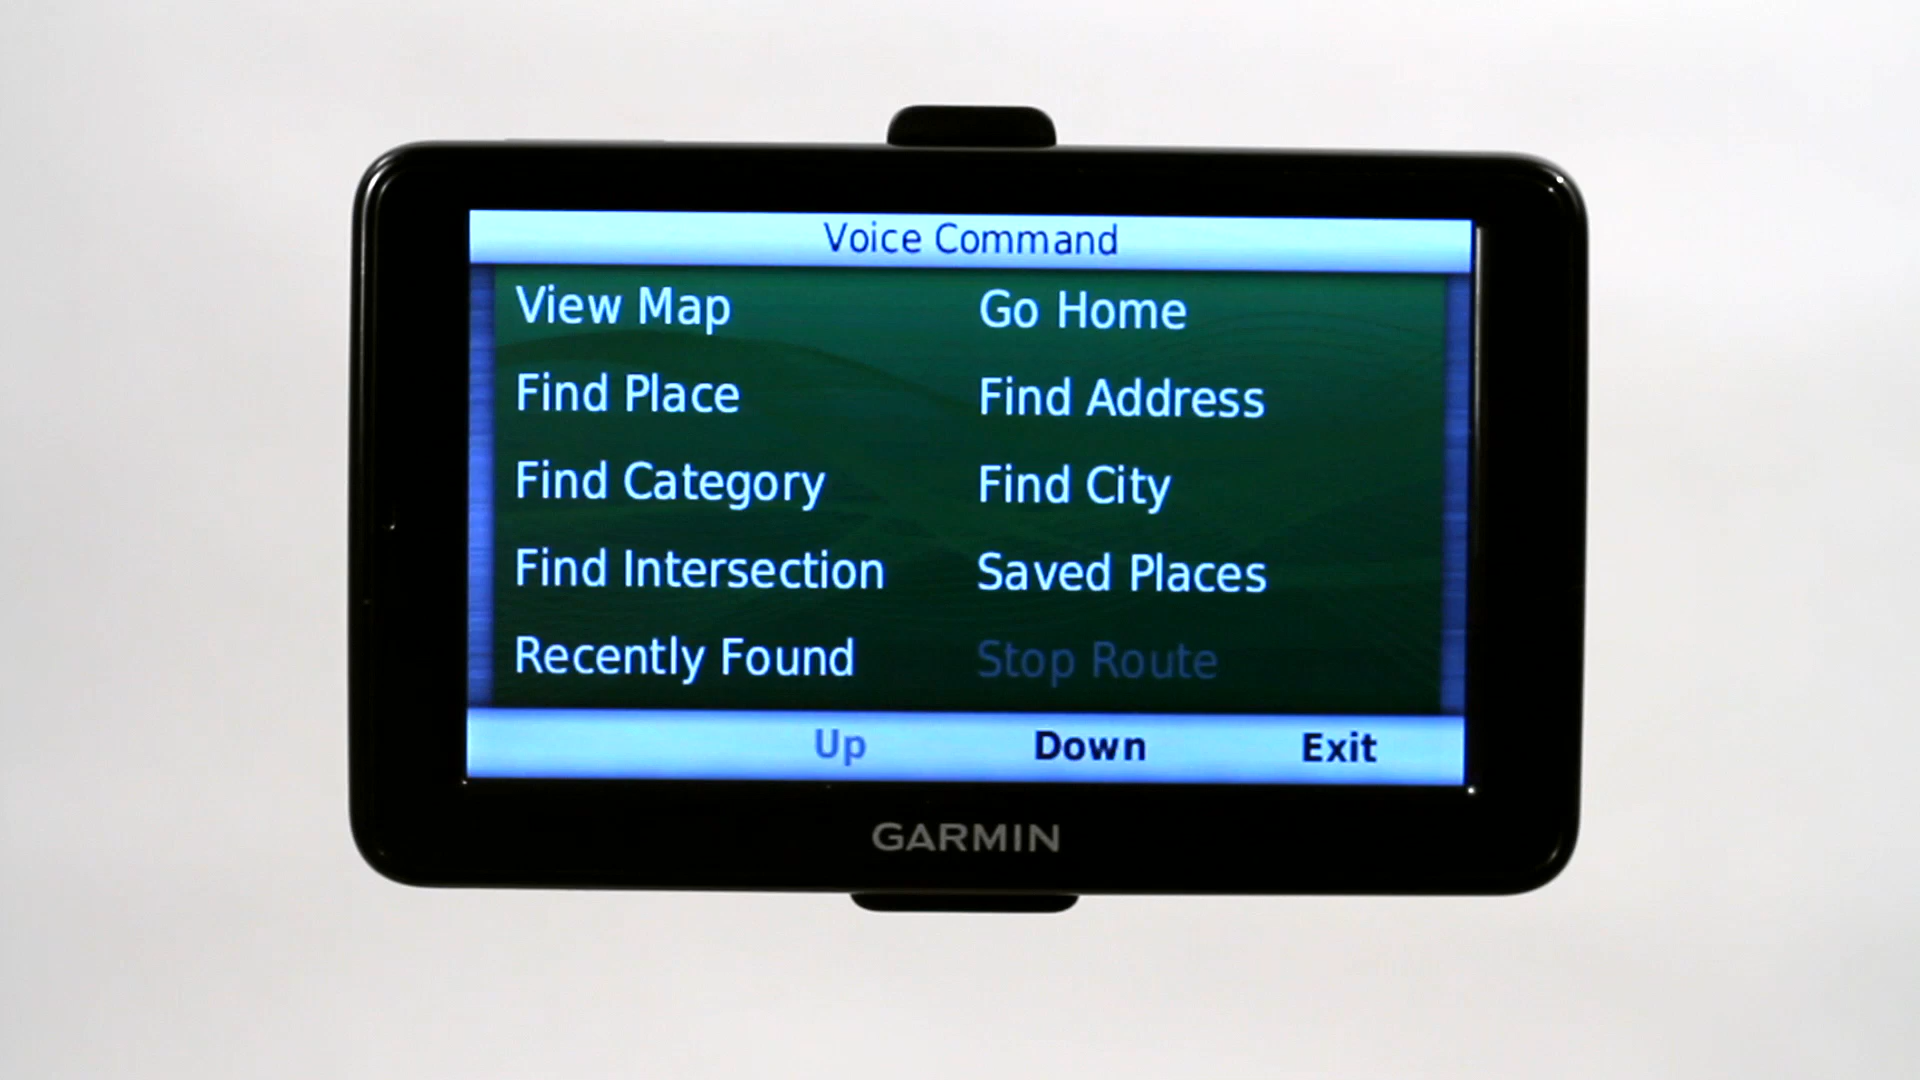 Voice Command
View Map
Go Home
Find Place
Find Address
Find Category
Find City
Find Intersection
Saved Places
Recently Found
Stop Route
Up
Down
Exit
GARMIN